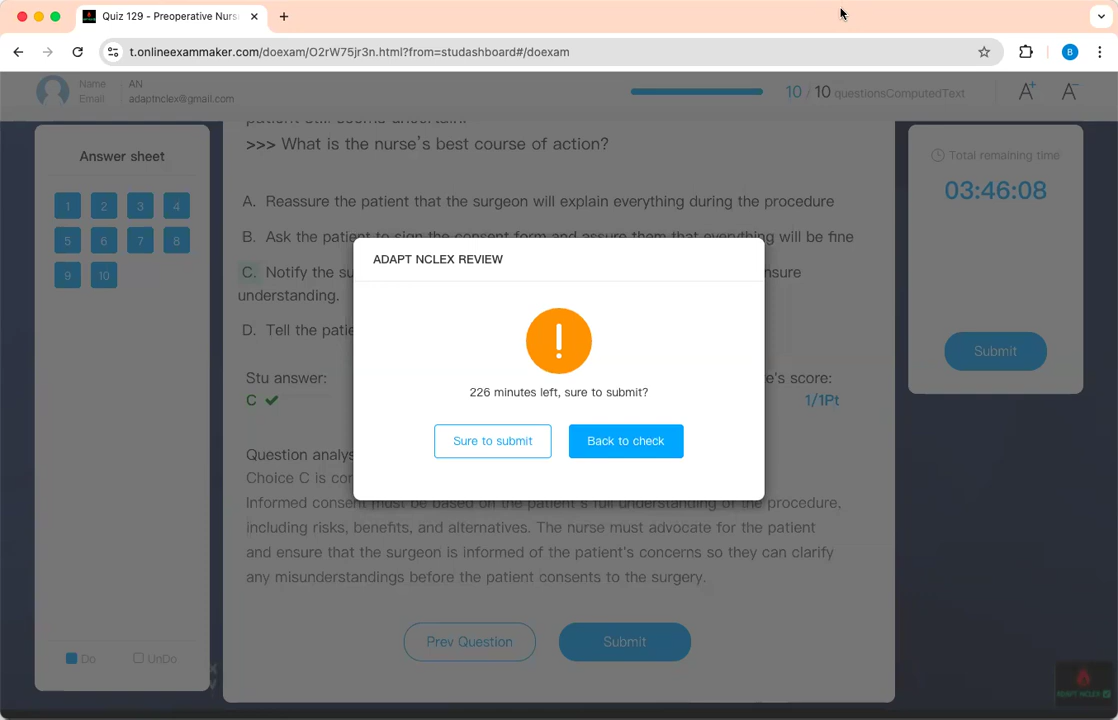 Quiz 129 - Preoperative Nurs
t.onlineexammaker.com/doexam/O2rW75jr3n.html?from=studashboard#/doexam
B
Name AN
Email adaptnclex@gmail.com
10 / 10 questionsComputedText
A+ A-
Answer sheet
1 2 3 4
5 6 7 8
9 10
Do UnDo
patient still seems uncertain.
>>> What is the nurse's best course of action?
A. Reassure the patient that the surgeon will explain everything during the procedure
B. Ask the patient to sign the consent form and assure them that everything will be fine
C. Notify the su
nsure
understanding.
D. Tell the patie
Stu answer:
e's score:
C
1/1Pt
Question analys
Choice C is cor
Informed consent must be based on the patient's full understanding of the procedure,
including risks, benefits, and alternatives. The nurse must advocate for the patient
and ensure that the surgeon is informed of the patient's concerns so they can clarify
any misunderstandings before the patient consents to the surgery.
Prev Question Submit
ADAPT NCLEX REVIEW
!
226 minutes left, sure to submit?
Sure to submit Back to check
Total remaining time
03:46:08
Submit
ADAPT NCLEX